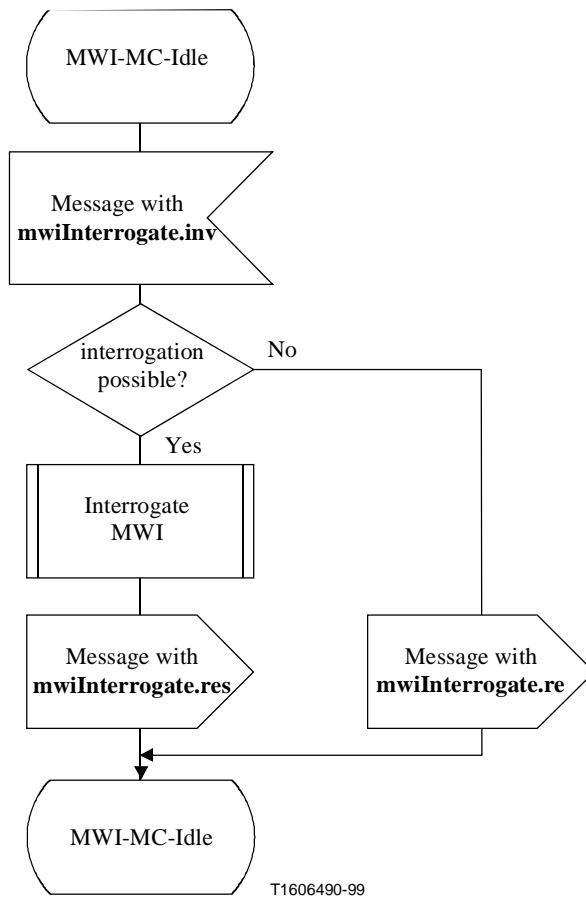 MWI-MC-Idle
Message with
mwiInterrogate.inv
interrogation
possible?
No
Yes
Interrogate
MWI
Message with
mwiInterrogate.res
Message with
mwiInterrogate.re
MWI-MC-Idle
T1606490-99